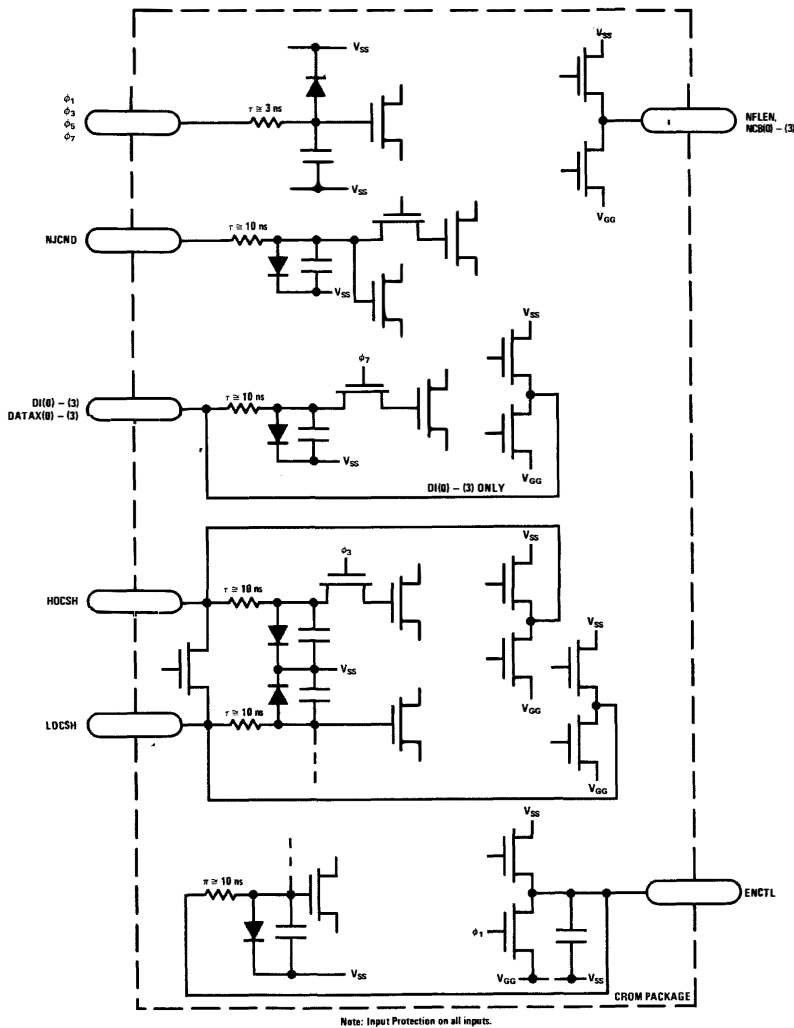 VSS
VSS
ϕ1
ϕ3
ϕ5
ϕ7
τ ≅ 3 ns
NFLEN,
NCB(0) - (3)
VSS
VGG
NJCND
τ ≅ 10 ns
VSS
VSS
ϕ7
DI(0) - (3)
DATAX(0) - (3)
τ ≅ 10 ns
VSS
VGG
DI(0) - (3) ONLY
VSS
ϕ3
HOCSH
τ ≅ 10 ns
VSS
VSS
VGG
LOCSH
τ ≅ 10 ns
VGG
VSS
π ≅ 10 ns
ENCTL
ϕ1
VSS
VGG
VSS
CROM PACKAGE
Note: Input Protection on all inputs.